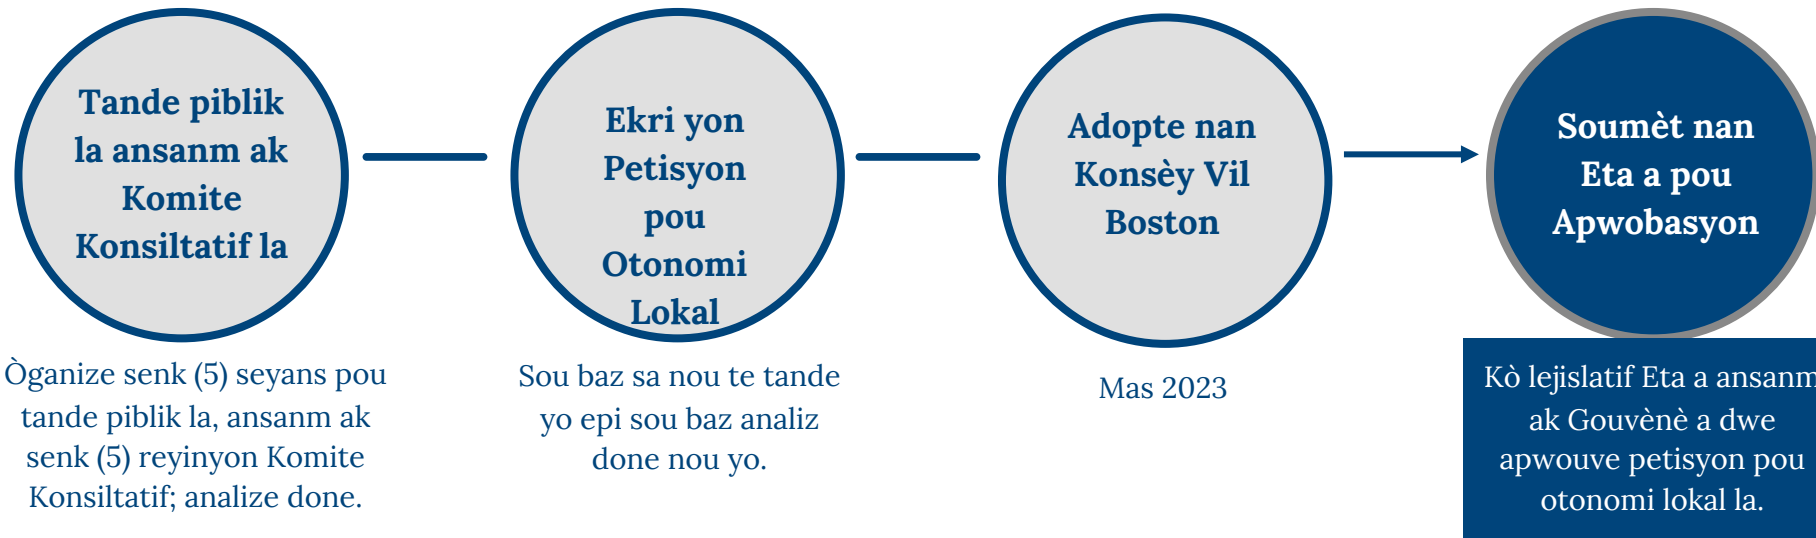 Tande piblik
la ansanm ak
Komite
Konsiltatif la
Òganize senk (5) seyans pou
tande piblik la, ansanm ak
senk (5) reyinyon Komite
Konsiltatif; analize done.
Ekri yon
Petisyon
pou
Otonomi
Lokal
Sou baz sa nou te tande
yo epi sou baz analiz
done nou yo.
Adopte nan
Konsèy Vil
Boston
Mas 2023
Soumèt nan
Eta a pou
Apwobasyon
Kò lejislatif Eta a ansanm
ak Gouvènè a dwe
apwouve petisyon pou
otonomi lokal la.